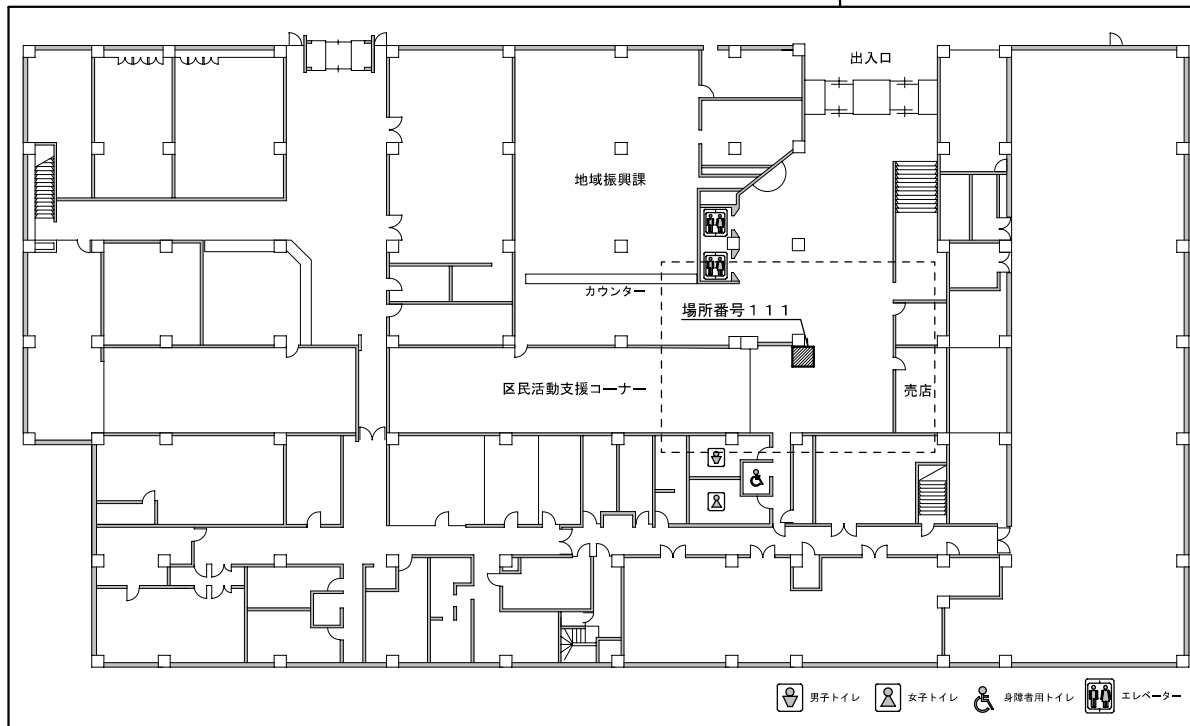 出入口
地域振興課
カウンター
場所番号１１１
区民活動支援コーナー
売店
男子トイレ
女子トイレ
身障者用トイレ
エレベーター